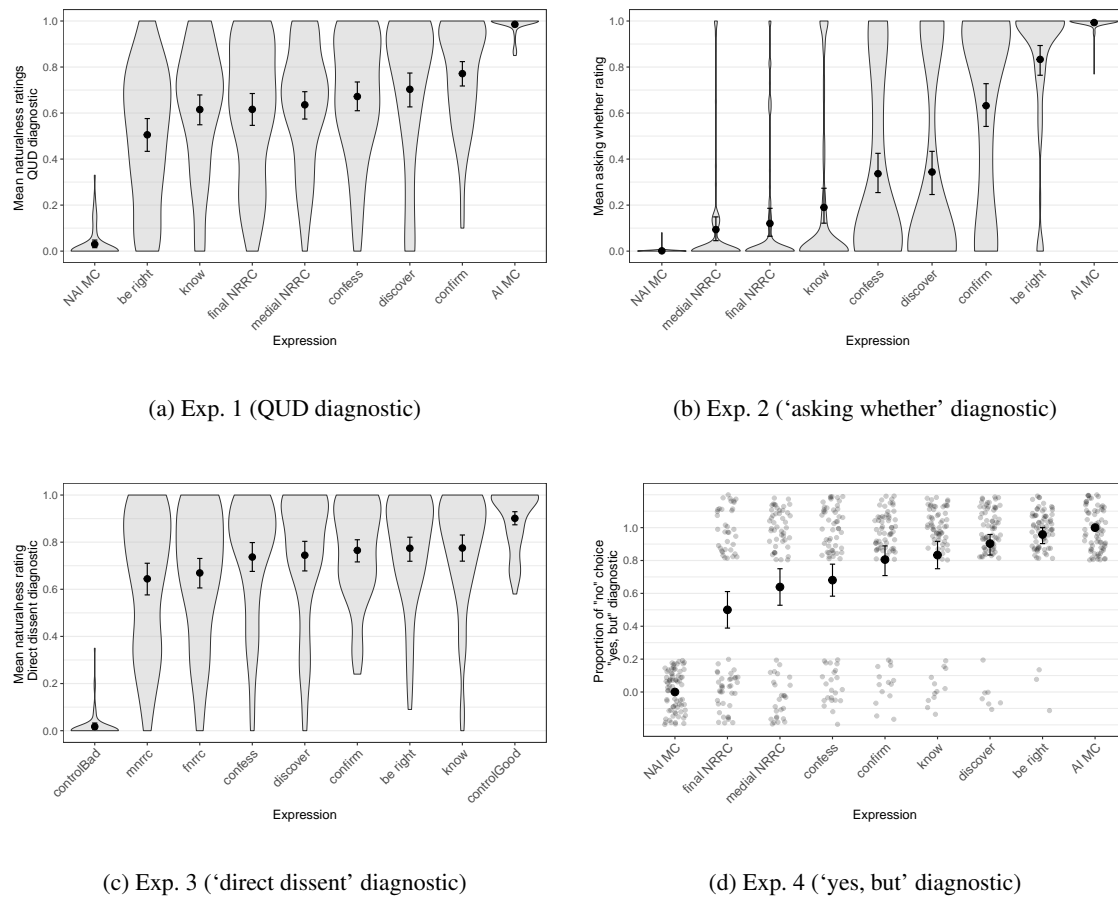 Mean naturalness ratings
QUD diagnostic
1.0
0.8
0.6
0.4
0.2
0.0
NAI MC
be right
know
final NRRC
medial NRRC
confess
discover
confirm
AI MC
Expression
(a) Exp. 1 (QUD diagnostic)
Mean asking whether rating
1.0
0.8
0.6
0.4
0.2
0.0
NAI MC
medial NRRC
final NRRC
know
confess
discover
confirm
be right
AI MC
Expression
(b) Exp. 2 (‘asking whether’ diagnostic)
Mean naturalness rating
Direct dissent diagnostic
1.0
0.8
0.6
0.4
0.2
0.0
controlBad
mnrrc
fnrrc
confess
discover
confirm
be right
know
controlGood
Expression
(c) Exp. 3 (‘direct dissent’ diagnostic)
Proportion of "no" choice
"yes, but" diagnostic
1.0
0.8
0.6
0.4
0.2
0.0
NAI MC
final NRRC
medial NRRC
confess
confirm
know
discover
be right
AI MC
Expression
(d) Exp. 4 (‘yes, but’ diagnostic)